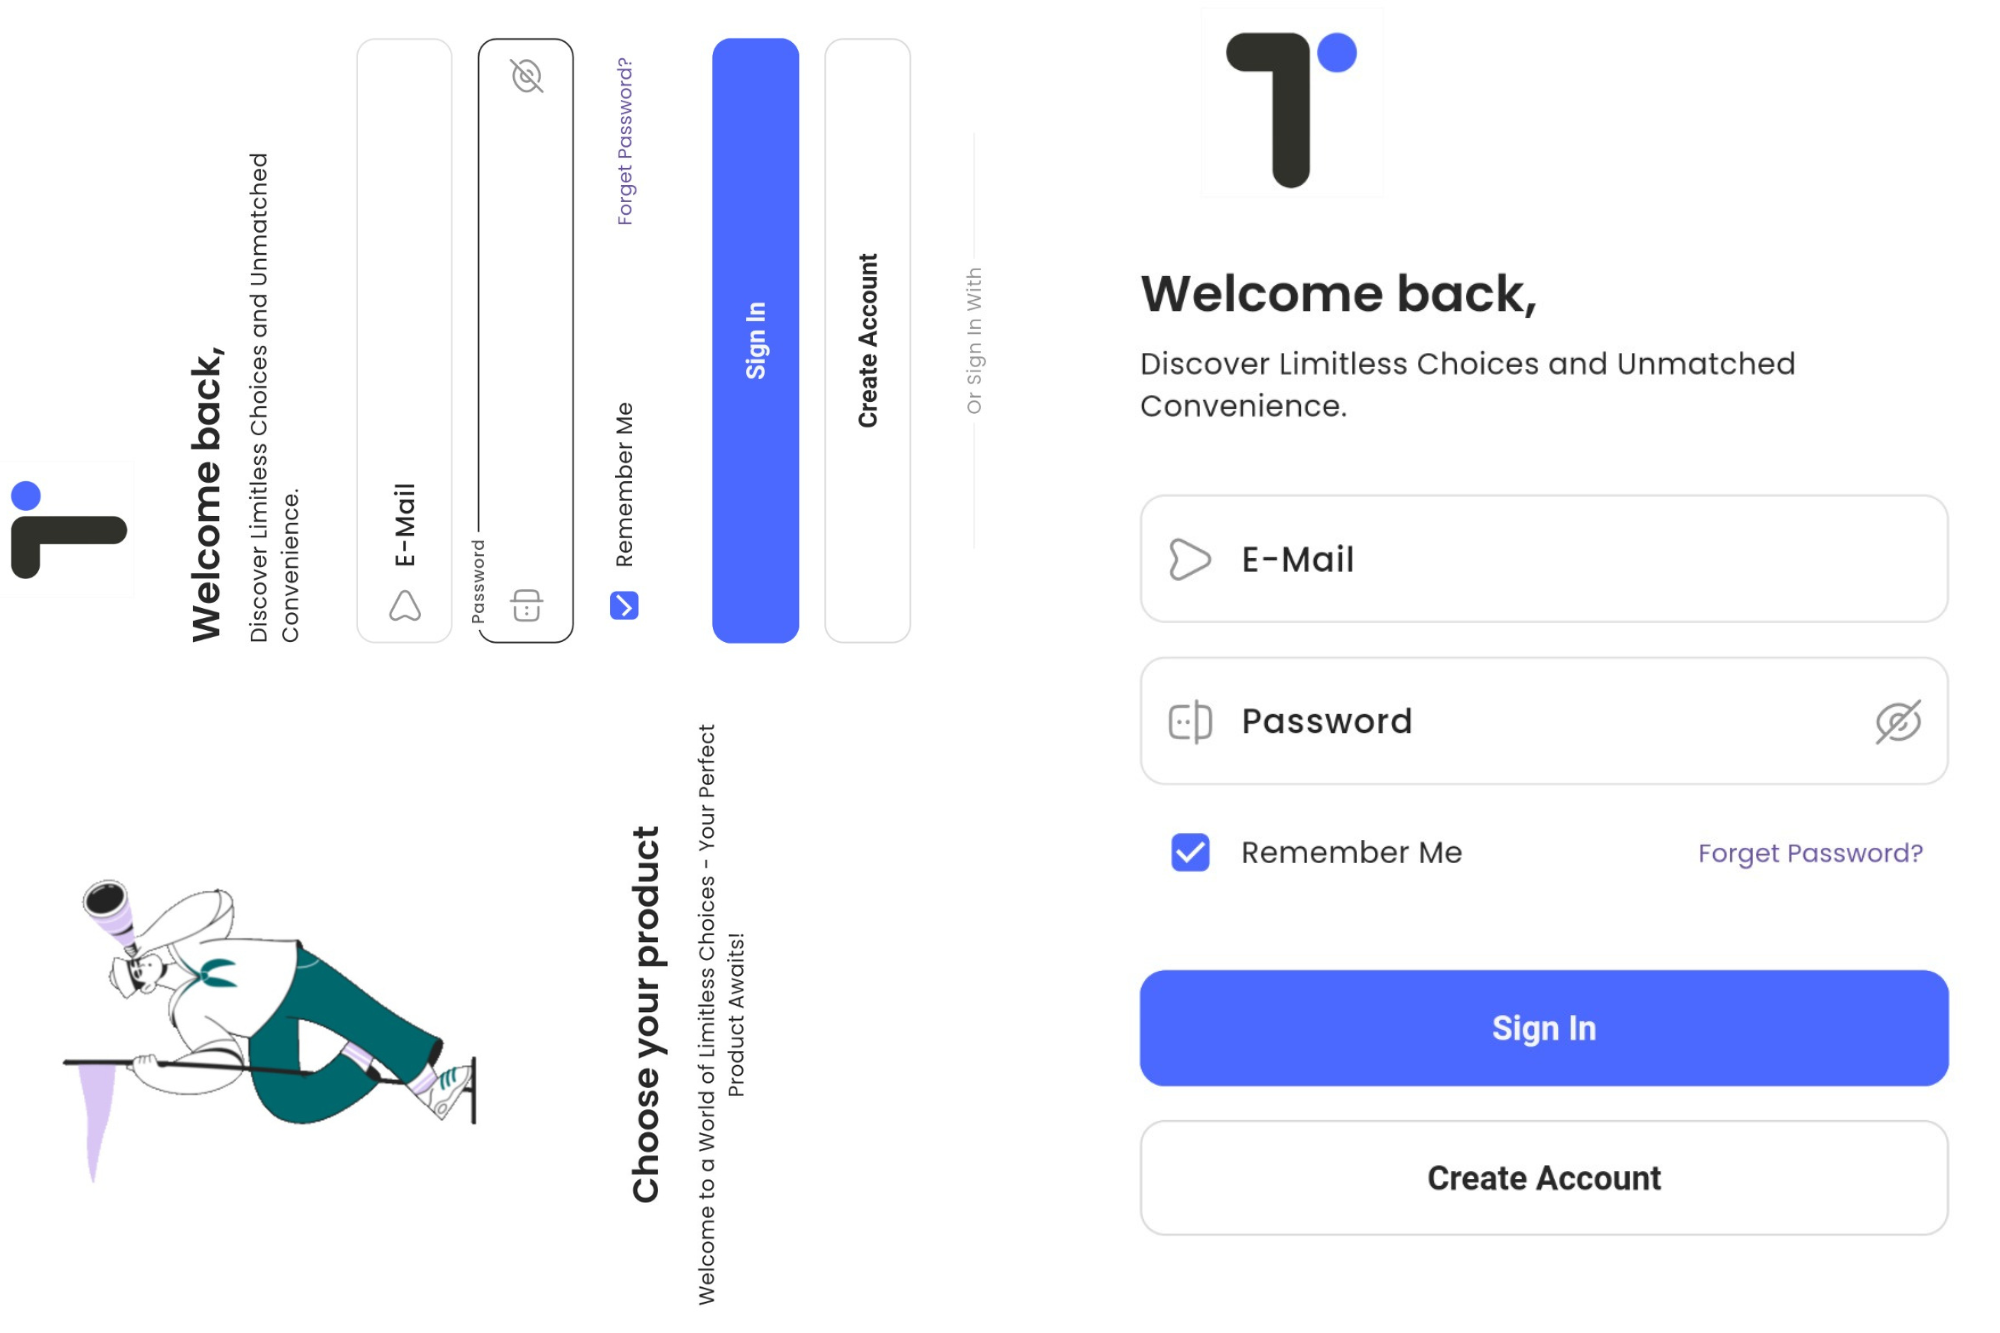 Welcome back,
Discover Limitless Choices and Unmatched
Convenience.
E-Mail
Password
Remember Me
Forget Password?
Sign In
Create Account
Or Sign In With
Choose your product
Welcome to a World of Limitless Choices - Your Perfect
Product Awaits!
Welcome back,
Discover Limitless Choices and Unmatched
Convenience.
E-Mail
Password
Remember Me
Forget Password?
Sign In
Create Account